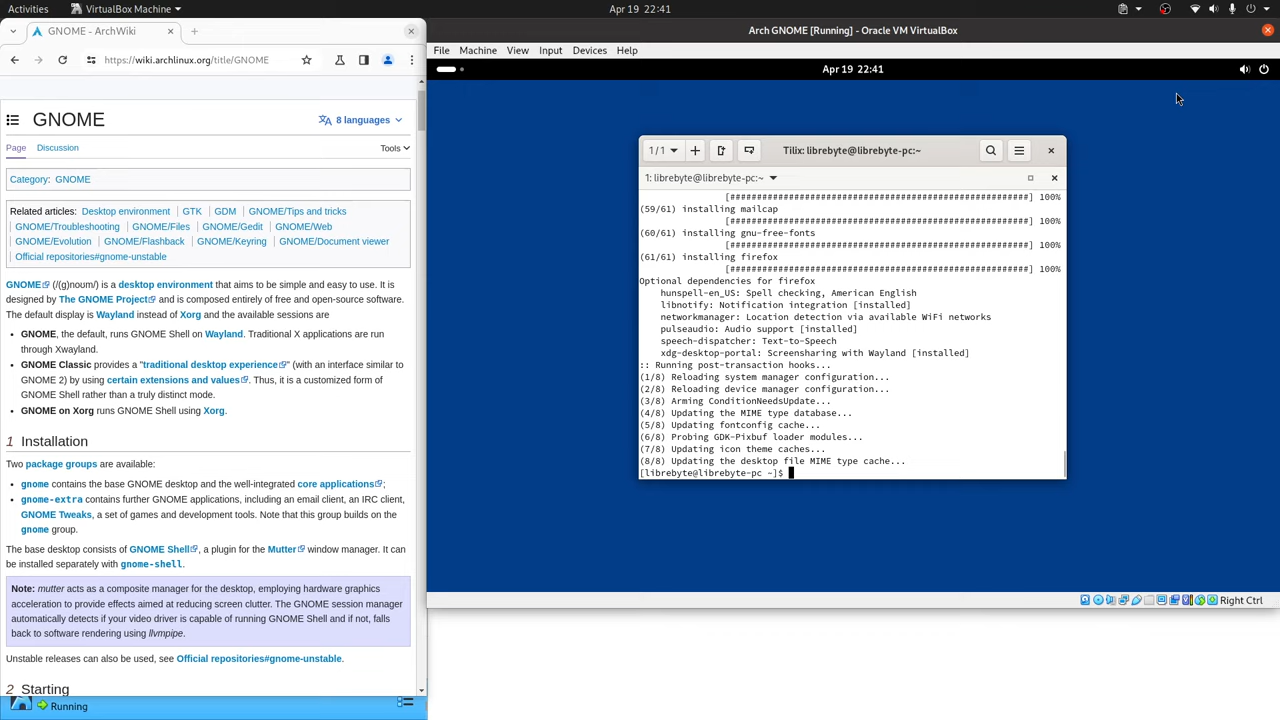 Activities
VirtualBox Machine
Apr 19 22:41
GNOME - ArchWiki
wiki.archlinux.org/title/GNOME
GNOME
8 languages
Page
Discussion
Tools
Category: GNOME
Related articles: Desktop environment GTK GDM GNOME/Tips and tricks
GNOME/Troubleshooting GNOME/Files GNOME/Gedit GNOME/Web
GNOME/Evolution GNOME/Flashback GNOME/Keyring GNOME/Document viewer
Official repositories#gnome-unstable
GNOME (/(ɡ)noʊm/) is a desktop environment that aims to be simple and easy to use. It is
designed by The GNOME Project and is composed entirely of free and open-source software.
The default display is Wayland instead of Xorg and the available sessions are
• GNOME, the default, runs GNOME Shell on Wayland. Traditional X applications are run
through Xwayland.
• GNOME Classic provides a "traditional desktop experience" (with an interface similar to
GNOME 2) by using certain extensions and values. Thus, it is a customized form of
GNOME Shell rather than a truly distinct mode.
• GNOME on Xorg runs GNOME Shell using Xorg.
1 Installation
Two package groups are available:
• gnome contains the base GNOME desktop and the well-integrated core applications;
• gnome-extra contains further GNOME applications, including an email client, an IRC client,
GNOME Tweaks, a set of games and development tools. Note that this group builds on the
gnome group.
The base desktop consists of GNOME Shell, a plugin for the Mutter window manager. It can
be installed separately with gnome-shell.
Note: mutter acts as a composite manager for the desktop, employing hardware graphics
acceleration to provide effects aimed at reducing screen clutter. The GNOME session manager
automatically detects if your video driver is capable of running GNOME Shell and if not, falls
back to software rendering using llvmpipe.
Unstable releases can also be used, see Official repositories#gnome-unstable.
2 Starting
Running
Arch GNOME [Running] - Oracle VM VirtualBox
File Machine View Input Devices Help
Apr 19 22:41
1/1
Tilix: librebyte@librebyte-pc:~
1: librebyte@librebyte-pc:~
[######################################################] 100%
(59/61) installing mailcap
[######################################################] 100%
(60/61) installing gnu-free-fonts
[######################################################] 100%
(61/61) installing firefox
[######################################################] 100%
Optional dependencies for firefox
hunspell-en_US: Spell checking, American English
libnotify: Notification integration [installed]
networkmanager: Location detection via available WiFi networks
pulseaudio: Audio support [installed]
speech-dispatcher: Text-to-Speech
xdg-desktop-portal: Screensharing with Wayland [installed]
:: Running post-transaction hooks...
(1/8) Reloading system manager configuration...
(2/8) Reloading device manager configuration...
(3/8) Arming ConditionNeedsUpdate...
(4/8) Updating the MIME type database...
(5/8) Updating fontconfig cache...
(6/8) Probing GDK-Pixbuf loader modules...
(7/8) Updating icon theme caches...
(8/8) Updating the desktop file MIME type cache...
[librebyte@librebyte-pc ~]$
Right Ctrl